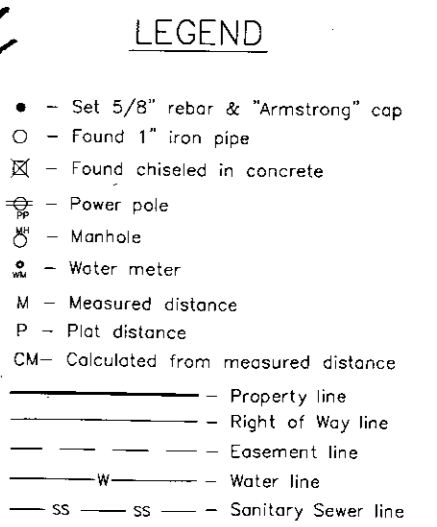 LEGEND
● – Set 5/8" rebar & "Armstrong" cap
○ – Found 1" iron pipe
– Found chiseled in concrete
PP – Power pole
MH – Manhole
WM – Water meter
M – Measured distance
P – Plat distance
CM– Calculated from measured distance
– Property line
– Right of Way line
– Easement line
W – Water line
SS SS – Sanitary Sewer line